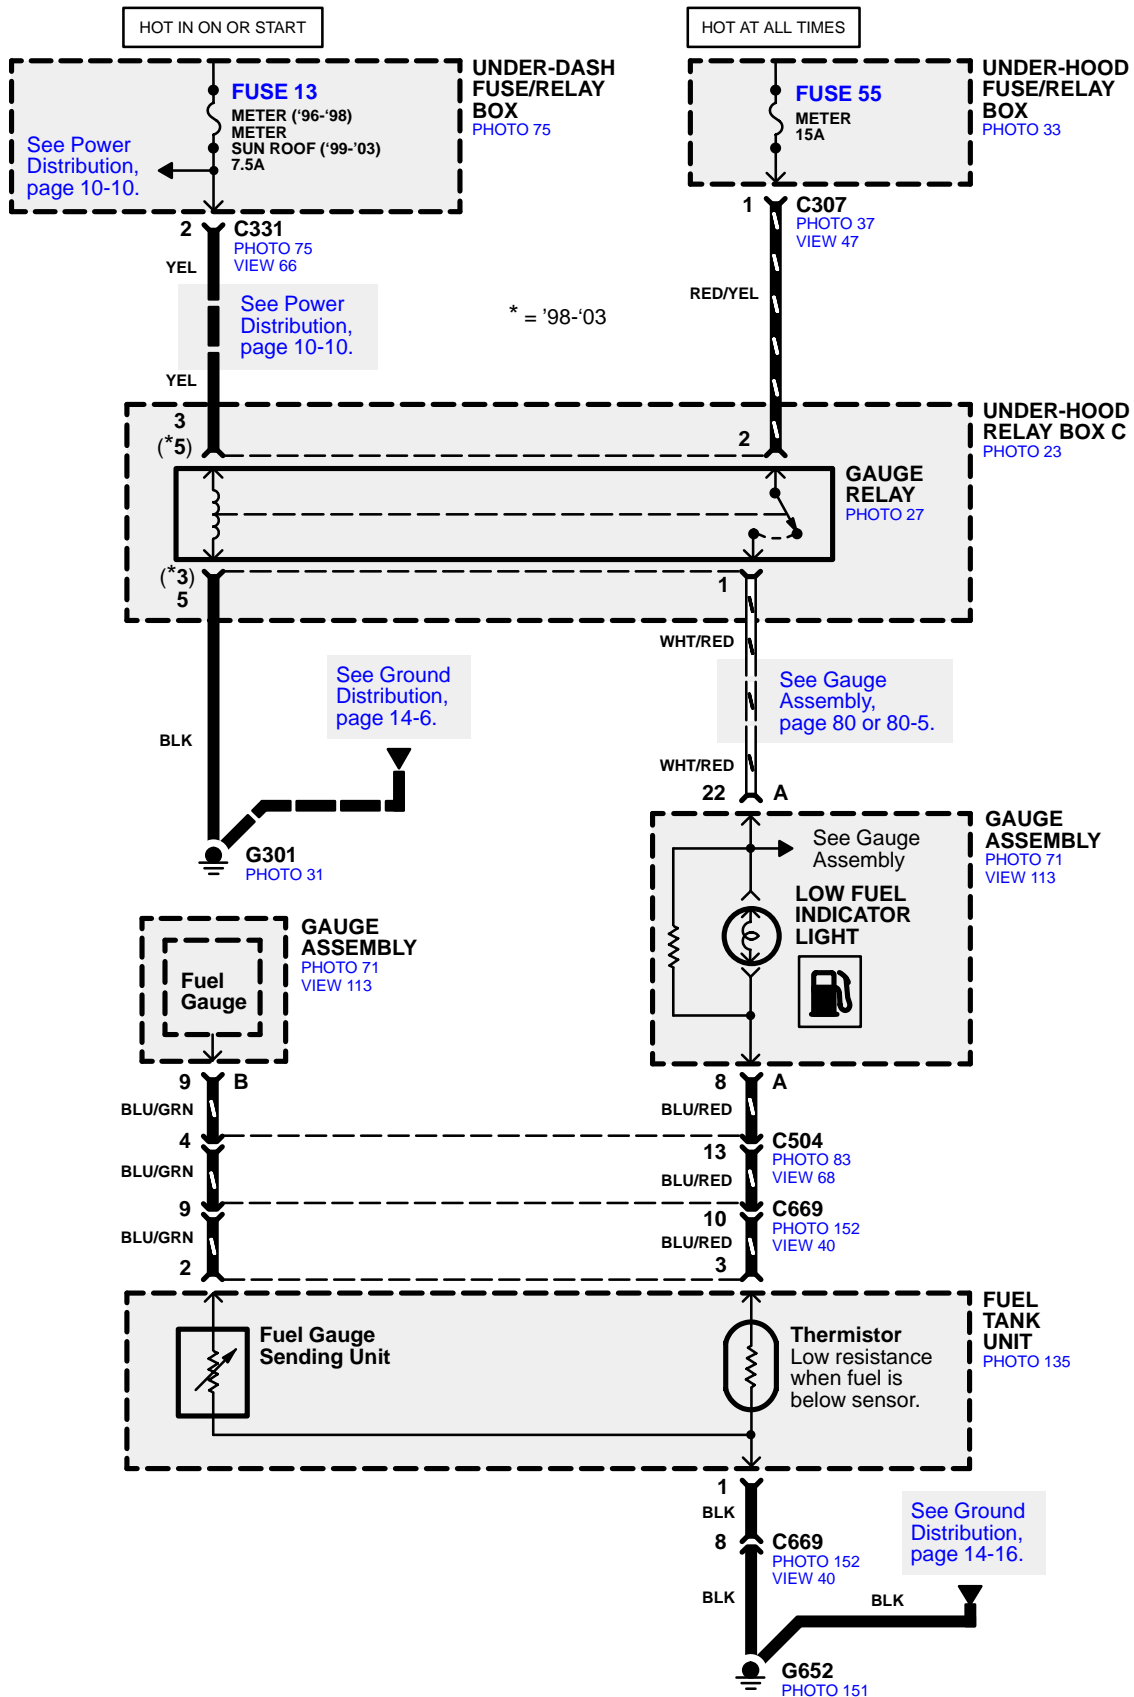 HOT IN ON OR START
HOT AT ALL TIMES
UNDER-DASH
FUSE/RELAY
BOX
PHOTO 75
FUSE 13
METER (‘96-‘98)
METER
SUN ROOF (‘99-’03)
7.5A
See Power
Distribution,
page 10-10.
UNDER-HOOD
FUSE/RELAY
BOX
PHOTO 33
FUSE 55
METER
15A
2
C331
PHOTO 75
VIEW 66
YEL
See Power
Distribution,
page 10-10.
YEL
1
C307
PHOTO 37
VIEW 47
RED/YEL
* = ’98-‘03
3
(*5)
2
UNDER-HOOD
RELAY BOX C
PHOTO 23
GAUGE
RELAY
PHOTO 27
(*3)
5
1
WHT/RED
See Ground
Distribution,
page 14-6.
See Gauge
Assembly,
page 80 or 80-5.
BLK
WHT/RED
22
A
G301
PHOTO 31
GAUGE
ASSEMBLY
PHOTO 71
VIEW 113
See Gauge
Assembly
LOW FUEL
INDICATOR
LIGHT
GAUGE
ASSEMBLY
PHOTO 71
VIEW 113
Fuel
Gauge
9
B
8
A
BLU/GRN
BLU/RED
4
13
C504
PHOTO 83
VIEW 68
BLU/GRN
BLU/RED
9
10
C669
PHOTO 152
VIEW 40
BLU/GRN
BLU/RED
2
3
FUEL
TANK
UNIT
PHOTO 135
Fuel Gauge
Sending Unit
Thermistor
Low resistance
when fuel is
below sensor.
1
BLK
8
C669
PHOTO 152
VIEW 40
See Ground
Distribution,
page 14-16.
BLK
BLK
G652
PHOTO 151